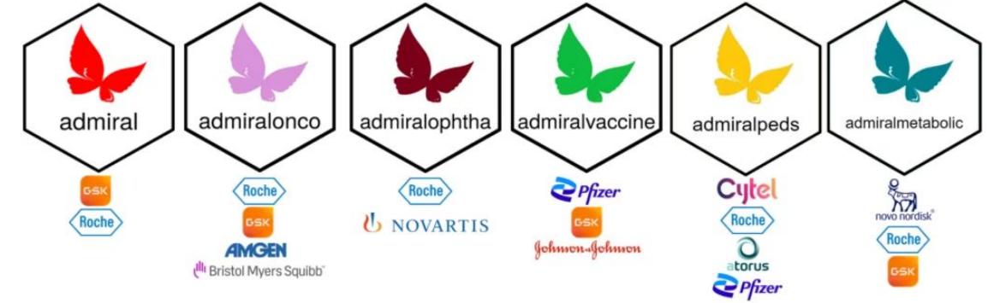 admiral
admiralonco
admiralophtha
admiralvaccine
admiralpeds
admiralmetabolic
GSK
Roche
Roche
GSK
AMGEN
Bristol Myers Squibb™
Roche
NOVARTIS
Pfizer
GSK
Johnson&Johnson
Cytel
Roche
atorus
Pfizer
novo nordisk®
Roche
GSK